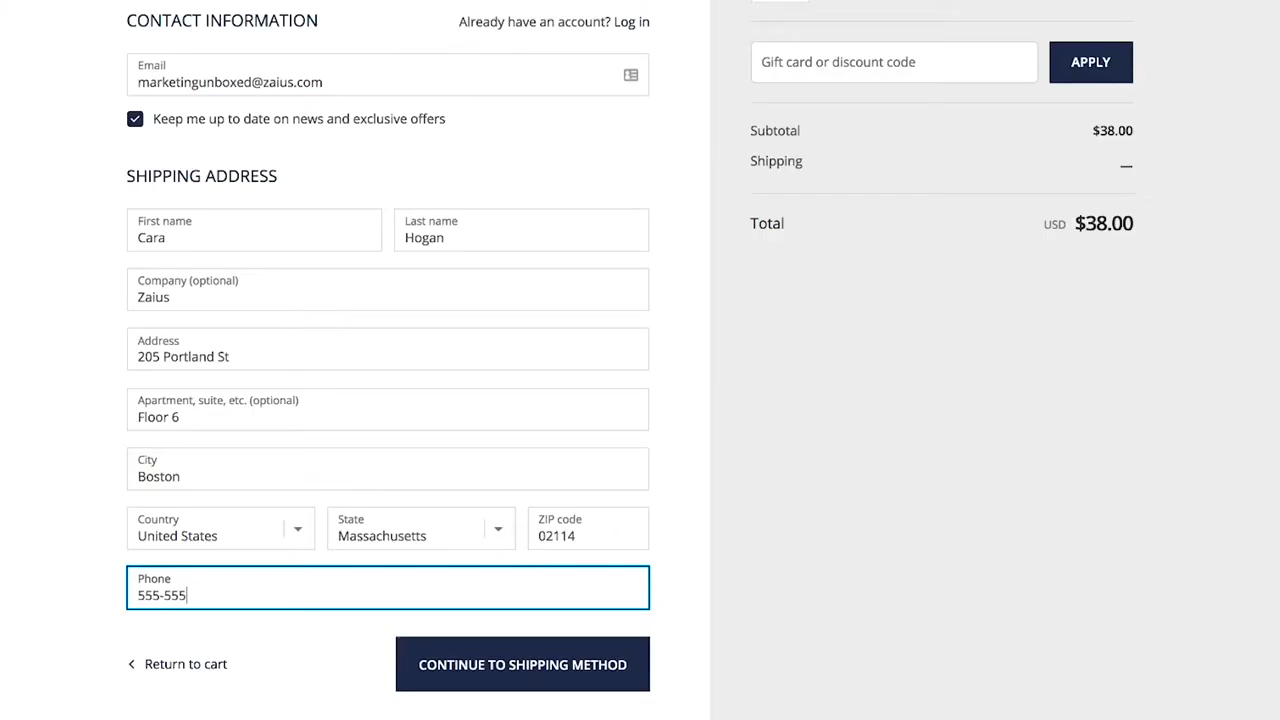 CONTACT INFORMATION
Already have an account? Log in
Email
marketingunboxed@zaius.com
Keep me up to date on news and exclusive offers
SHIPPING ADDRESS
First name
Cara
Last name
Hogan
Company (optional)
Zaius
Address
205 Portland St
Apartment, suite, etc. (optional)
Floor 6
City
Boston
Country
United States
State
Massachusetts
ZIP code
02114
Phone
555-555
Return to cart
CONTINUE TO SHIPPING METHOD
Gift card or discount code
APPLY
Subtotal $38.00
Shipping —
Total USD $38.00